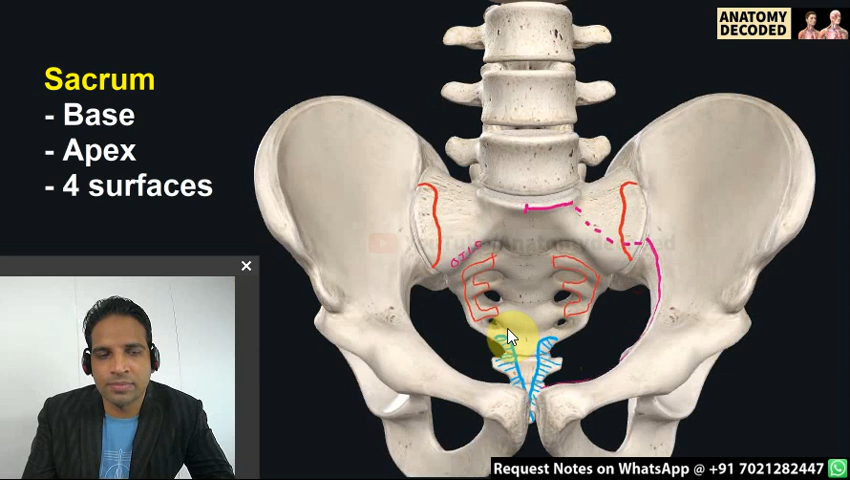 ANATOMY
DECODED
Sacrum
- Base
- Apex
- 4 surfaces
Request Notes on WhatsApp @ +91 7021282447